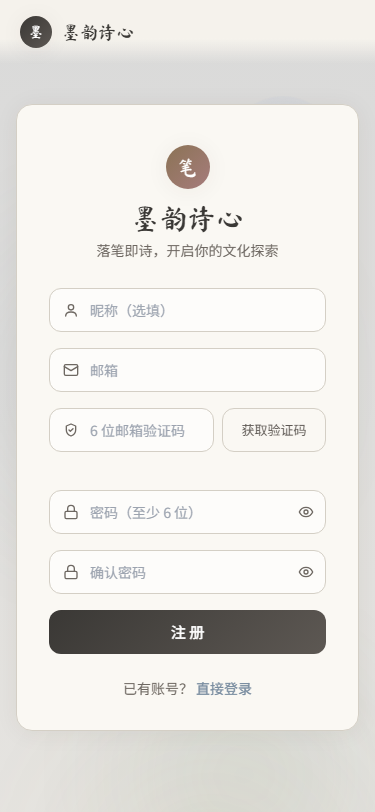 墨 墨韵诗心
笔
墨韵诗心
落笔即诗，开启你的文化探索
昵称（选填）
邮箱
6 位邮箱验证码 获取验证码
密码（至少 6 位）
确认密码
注册
已有账号？ 直接登录